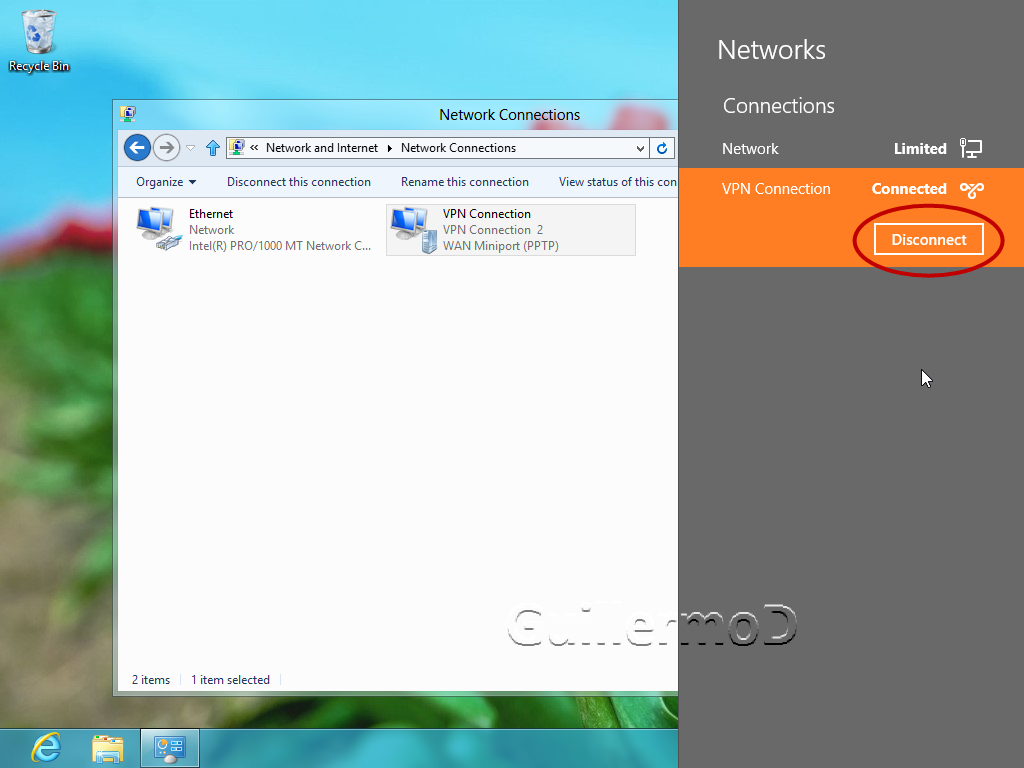 Recycle Bin
Network Connections
« Network and Internet Network Connections
Organize Disconnect this connection Rename this connection View status of this con
Ethernet
Network
Intel(R) PRO/1000 MT Network C...
VPN Connection
VPN Connection 2
WAN Miniport (PPTP)
2 items 1 item selected
Networks
Connections
Network Limited
VPN Connection Connected
Disconnect
GuillermoD